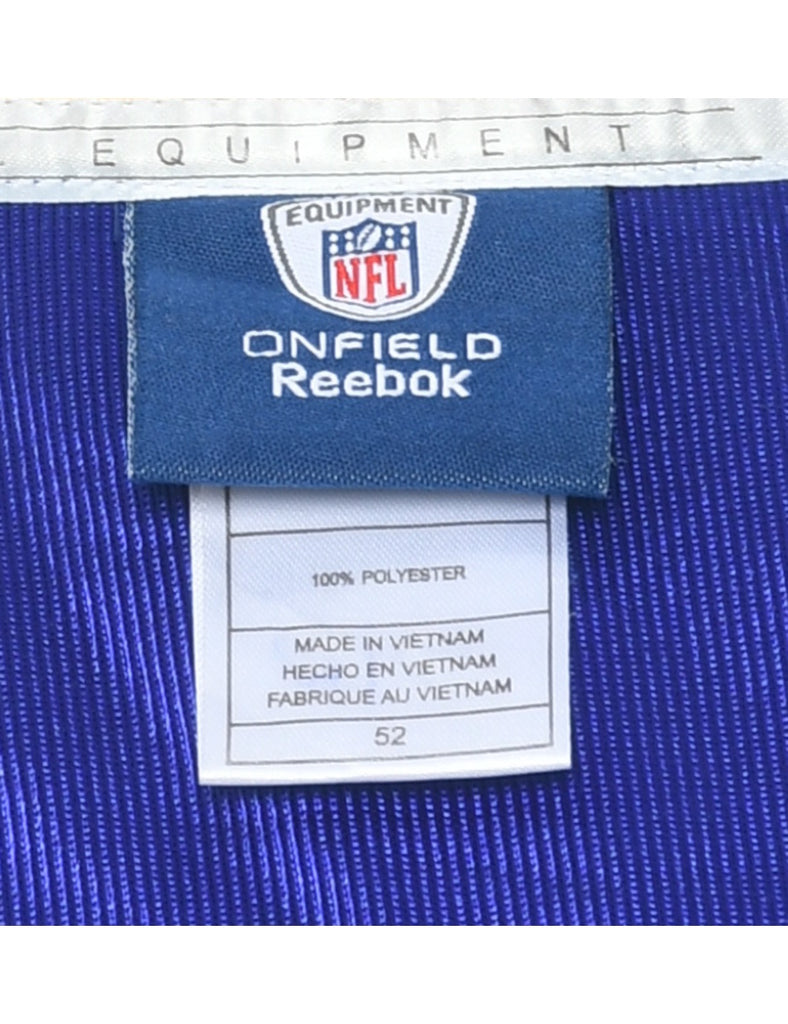 EQUIPMENT
EQUIPMENT
NFL
ONFIELD
Reebok
100% POLYESTER
MADE IN VIETNAM
HECHO EN VIETNAM
FABRIQUE AU VIETNAM
52